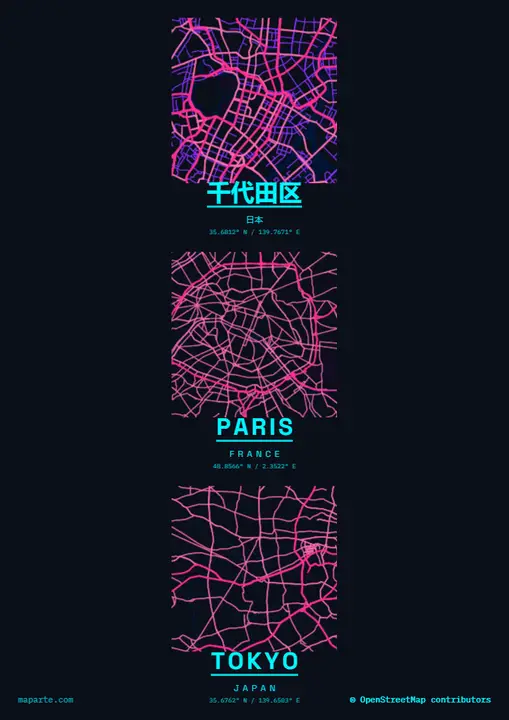 千代田区
日本
35.6812° N / 139.7671° E
PARIS
FRANCE
48.8566° N / 2.3522° E
TOKYO
JAPAN
35.6762° N / 139.6503° E
maparte.com
© OpenStreetMap contributors